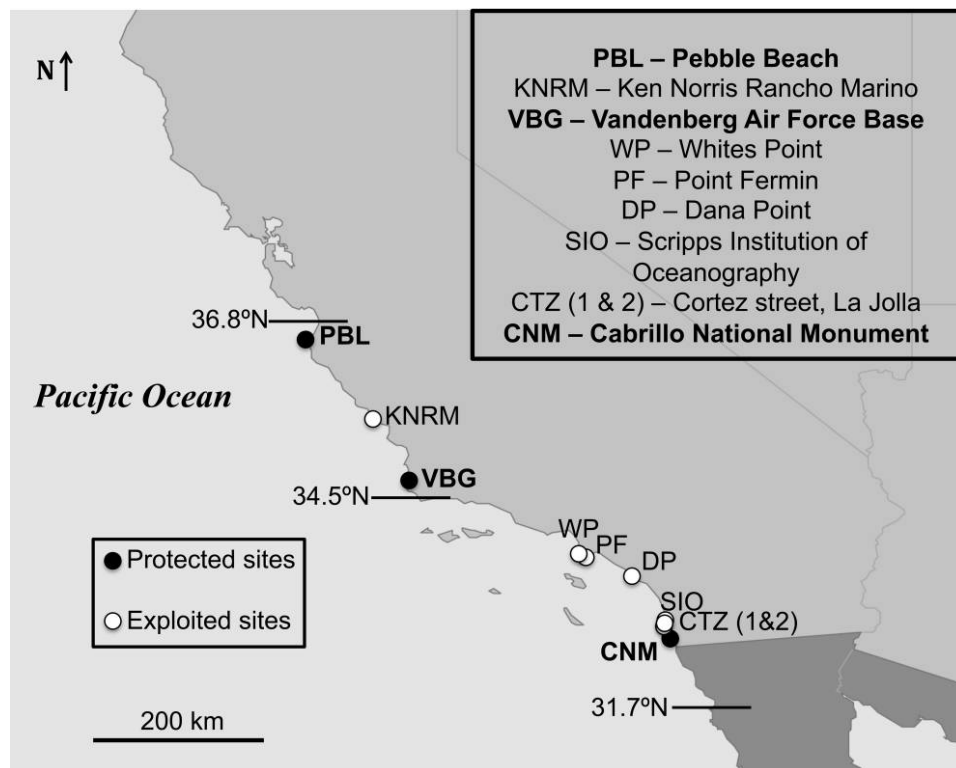 N
PBL – Pebble Beach
KNRM – Ken Norris Rancho Marino
VBG – Vandenberg Air Force Base
WP – Whites Point
PF – Point Fermin
DP – Dana Point
SIO – Scripps Institution of
Oceanography
CTZ (1 & 2) – Cortez street, La Jolla
CNM – Cabrillo National Monument
36.8ºN
PBL
Pacific Ocean
KNRM
VBG
34.5ºN
WP
PF
DP
Protected sites
Exploited sites
SIO
CTZ (1&2)
CNM
31.7ºN
200 km